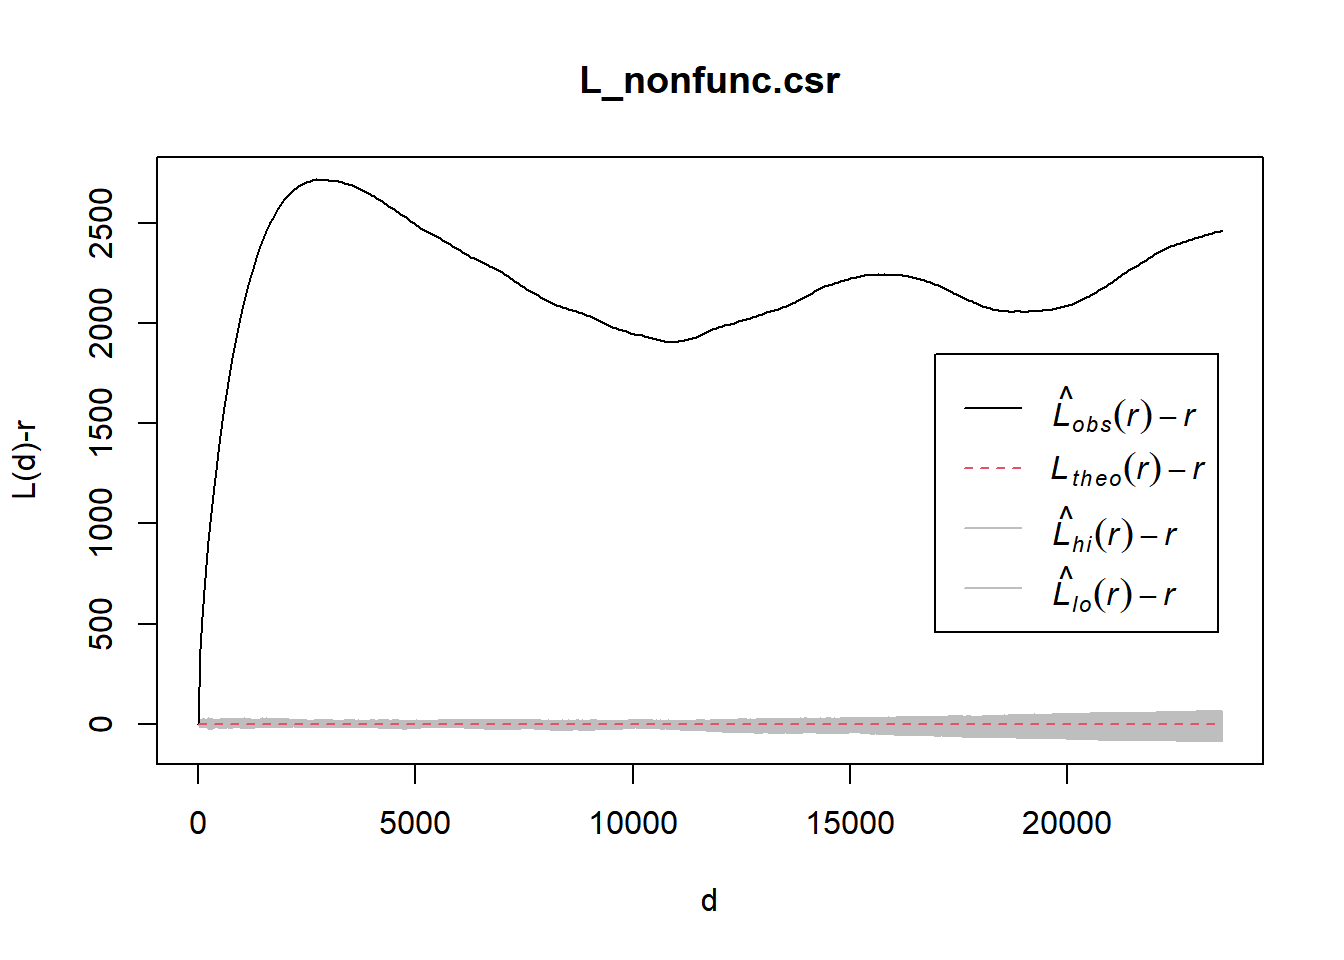 L_nonfunc.csr
L(d)-r
2500
2000
1500
1000
500
0
L̂obs(r) − r
Ltheo(r) − r
L̂hi(r) − r
L̂lo(r) − r
0 5000 10000 15000 20000
d